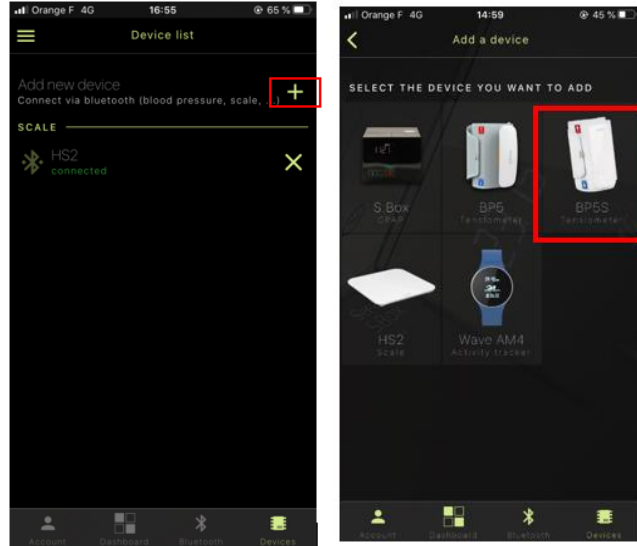 Orange F 4G 16:55 65 %
Device list
Add new device
Connect via bluetooth (blood pressure, scale, ...)
SCALE
HS2
connected
Account Dashboard Bluetooth Devices
Orange F 4G 14:59 45 %
Add a device
SELECT THE DEVICE YOU WANT TO ADD
S.Box BP5 BP5S
CPAP Tensiometer Tensiometer
HS2 Wave AM4
Scale Activity tracker
Account Dashboard Bluetooth Devices